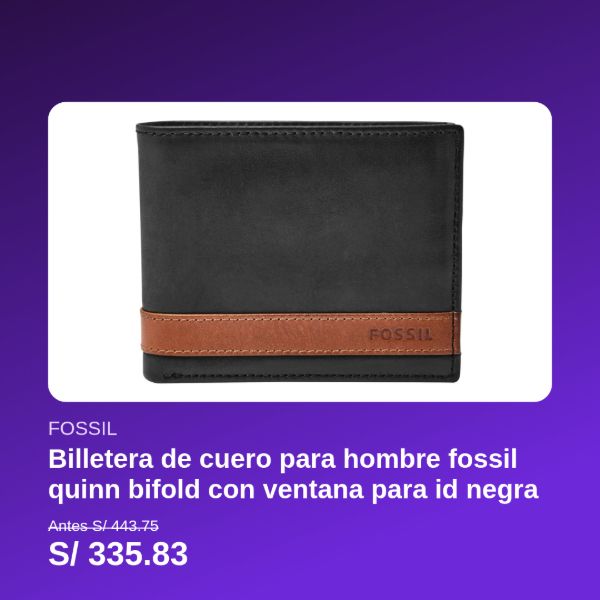 FOSSIL
FOSSIL
Billetera de cuero para hombre fossil
quinn bifold con ventana para id negra
Antes S/ 443.75
S/ 335.83